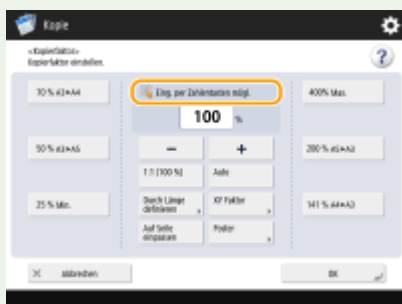 Kopie
<Kopierfaktor>
Kopierfaktor einstellen.
70 % A3➔A4
Eing. per Zahlentasten mögl.
400% Max.
100 %
50 % A3➔A5
−
+
200 % A5➔A3
1:1 (100 %)
Auto
25 % Min.
Durch Länge
definieren
XY Faktor
141 % A4➔A3
Auf Seite
einpassen
Poster
Abbrechen
OK